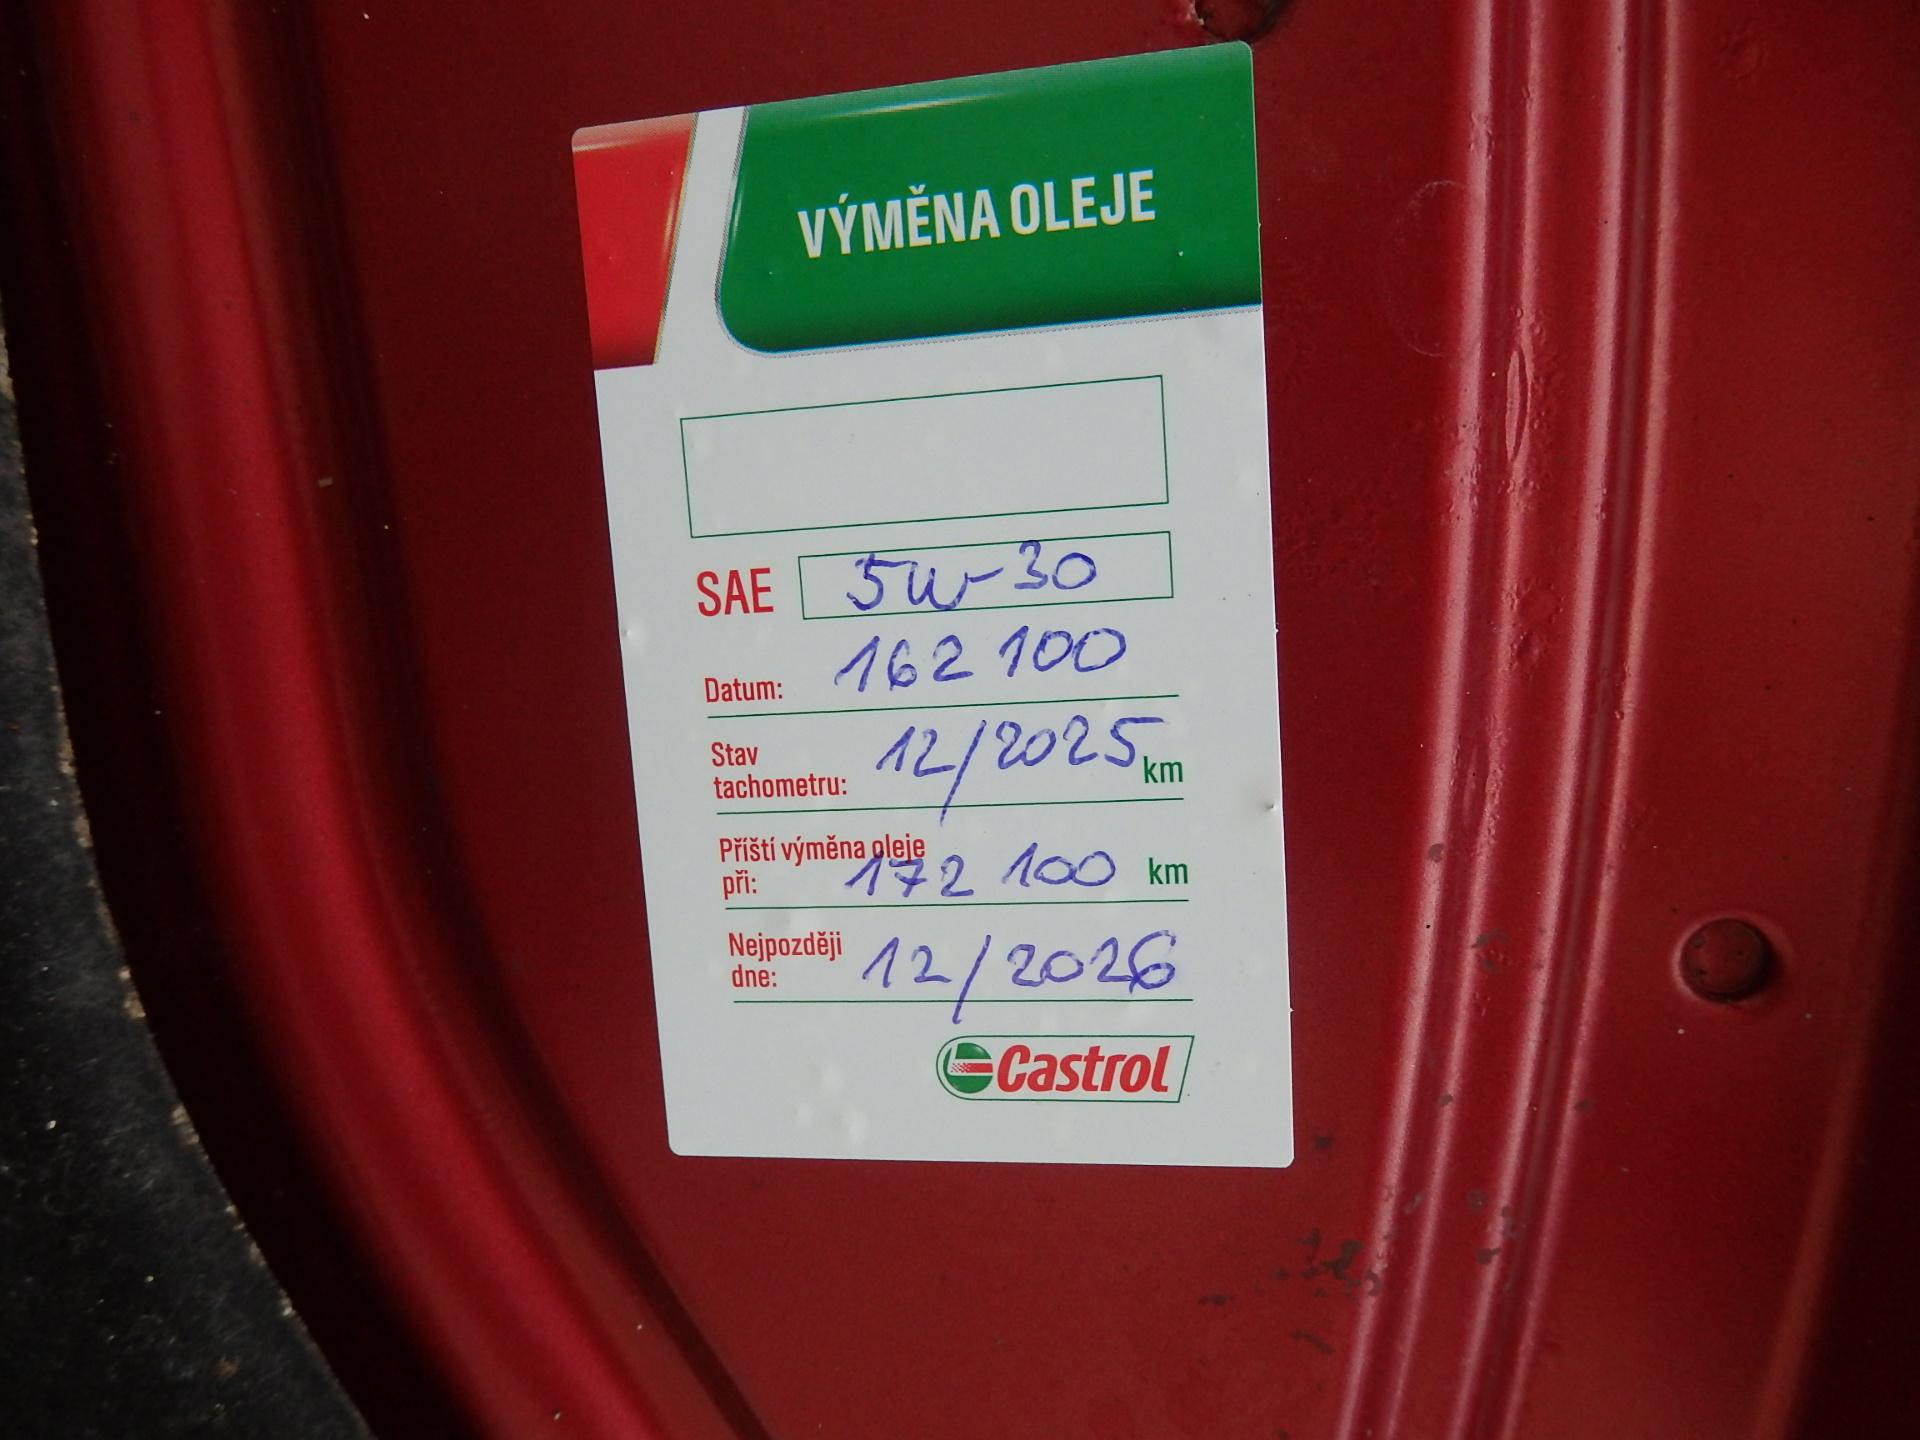 VÝMĚNA OLEJE
SAE 5W-30
Datum: 162 100
Stav
tachometru: 12/2025 km
Příští výměna oleje
při: 172 100 km
Nejpozději
dne: 12/2026
Castrol